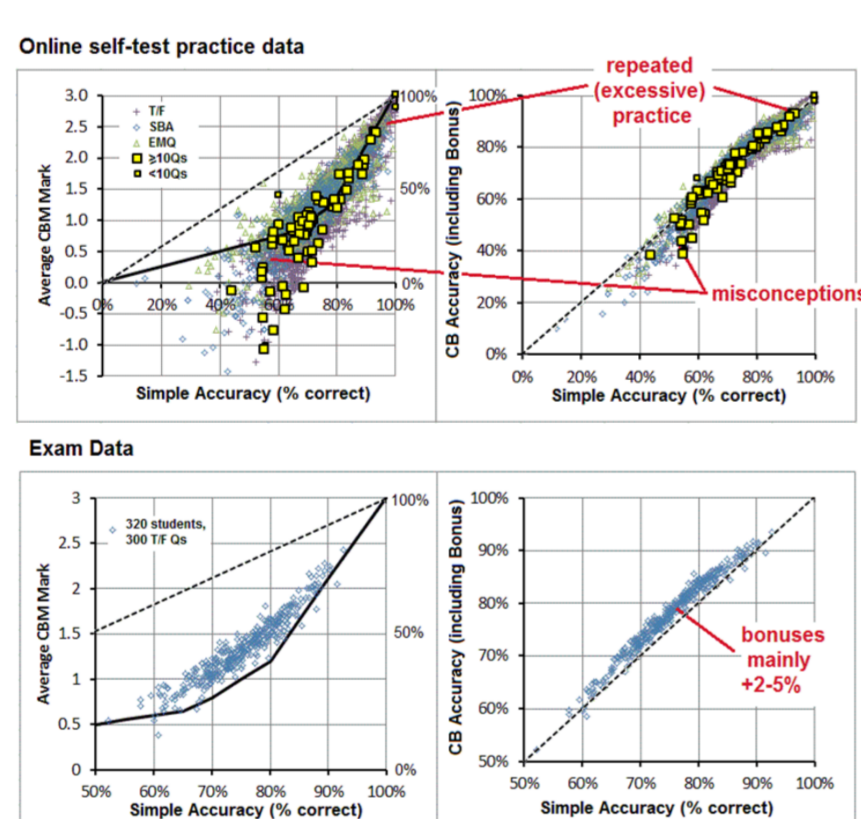 Online self-test practice data
repeated
(excessive)
practice
Average CBM Mark
3.0
2.5
2.0
1.5
1.0
0.5
0.0
-0.5
-1.0
-1.5
T/F
SBA
EMQ
≥10Qs
<10Qs
100%
50%
0%
0%
20%
40%
60%
80%
100%
Simple Accuracy (% correct)
CB Accuracy (including Bonus)
100%
80%
60%
40%
20%
0%
misconceptions
0%
20%
40%
60%
80%
100%
Simple Accuracy (% correct)
Exam Data
Average CBM Mark
3
2.5
2
1.5
1
0.5
0
320 students,
300 T/F Qs
100%
50%
0%
50%
60%
70%
80%
90%
100%
Simple Accuracy (% correct)
CB Accuracy (including Bonus)
100%
90%
80%
70%
60%
50%
bonuses
mainly
+2-5%
50%
60%
70%
80%
90%
100%
Simple Accuracy (% correct)